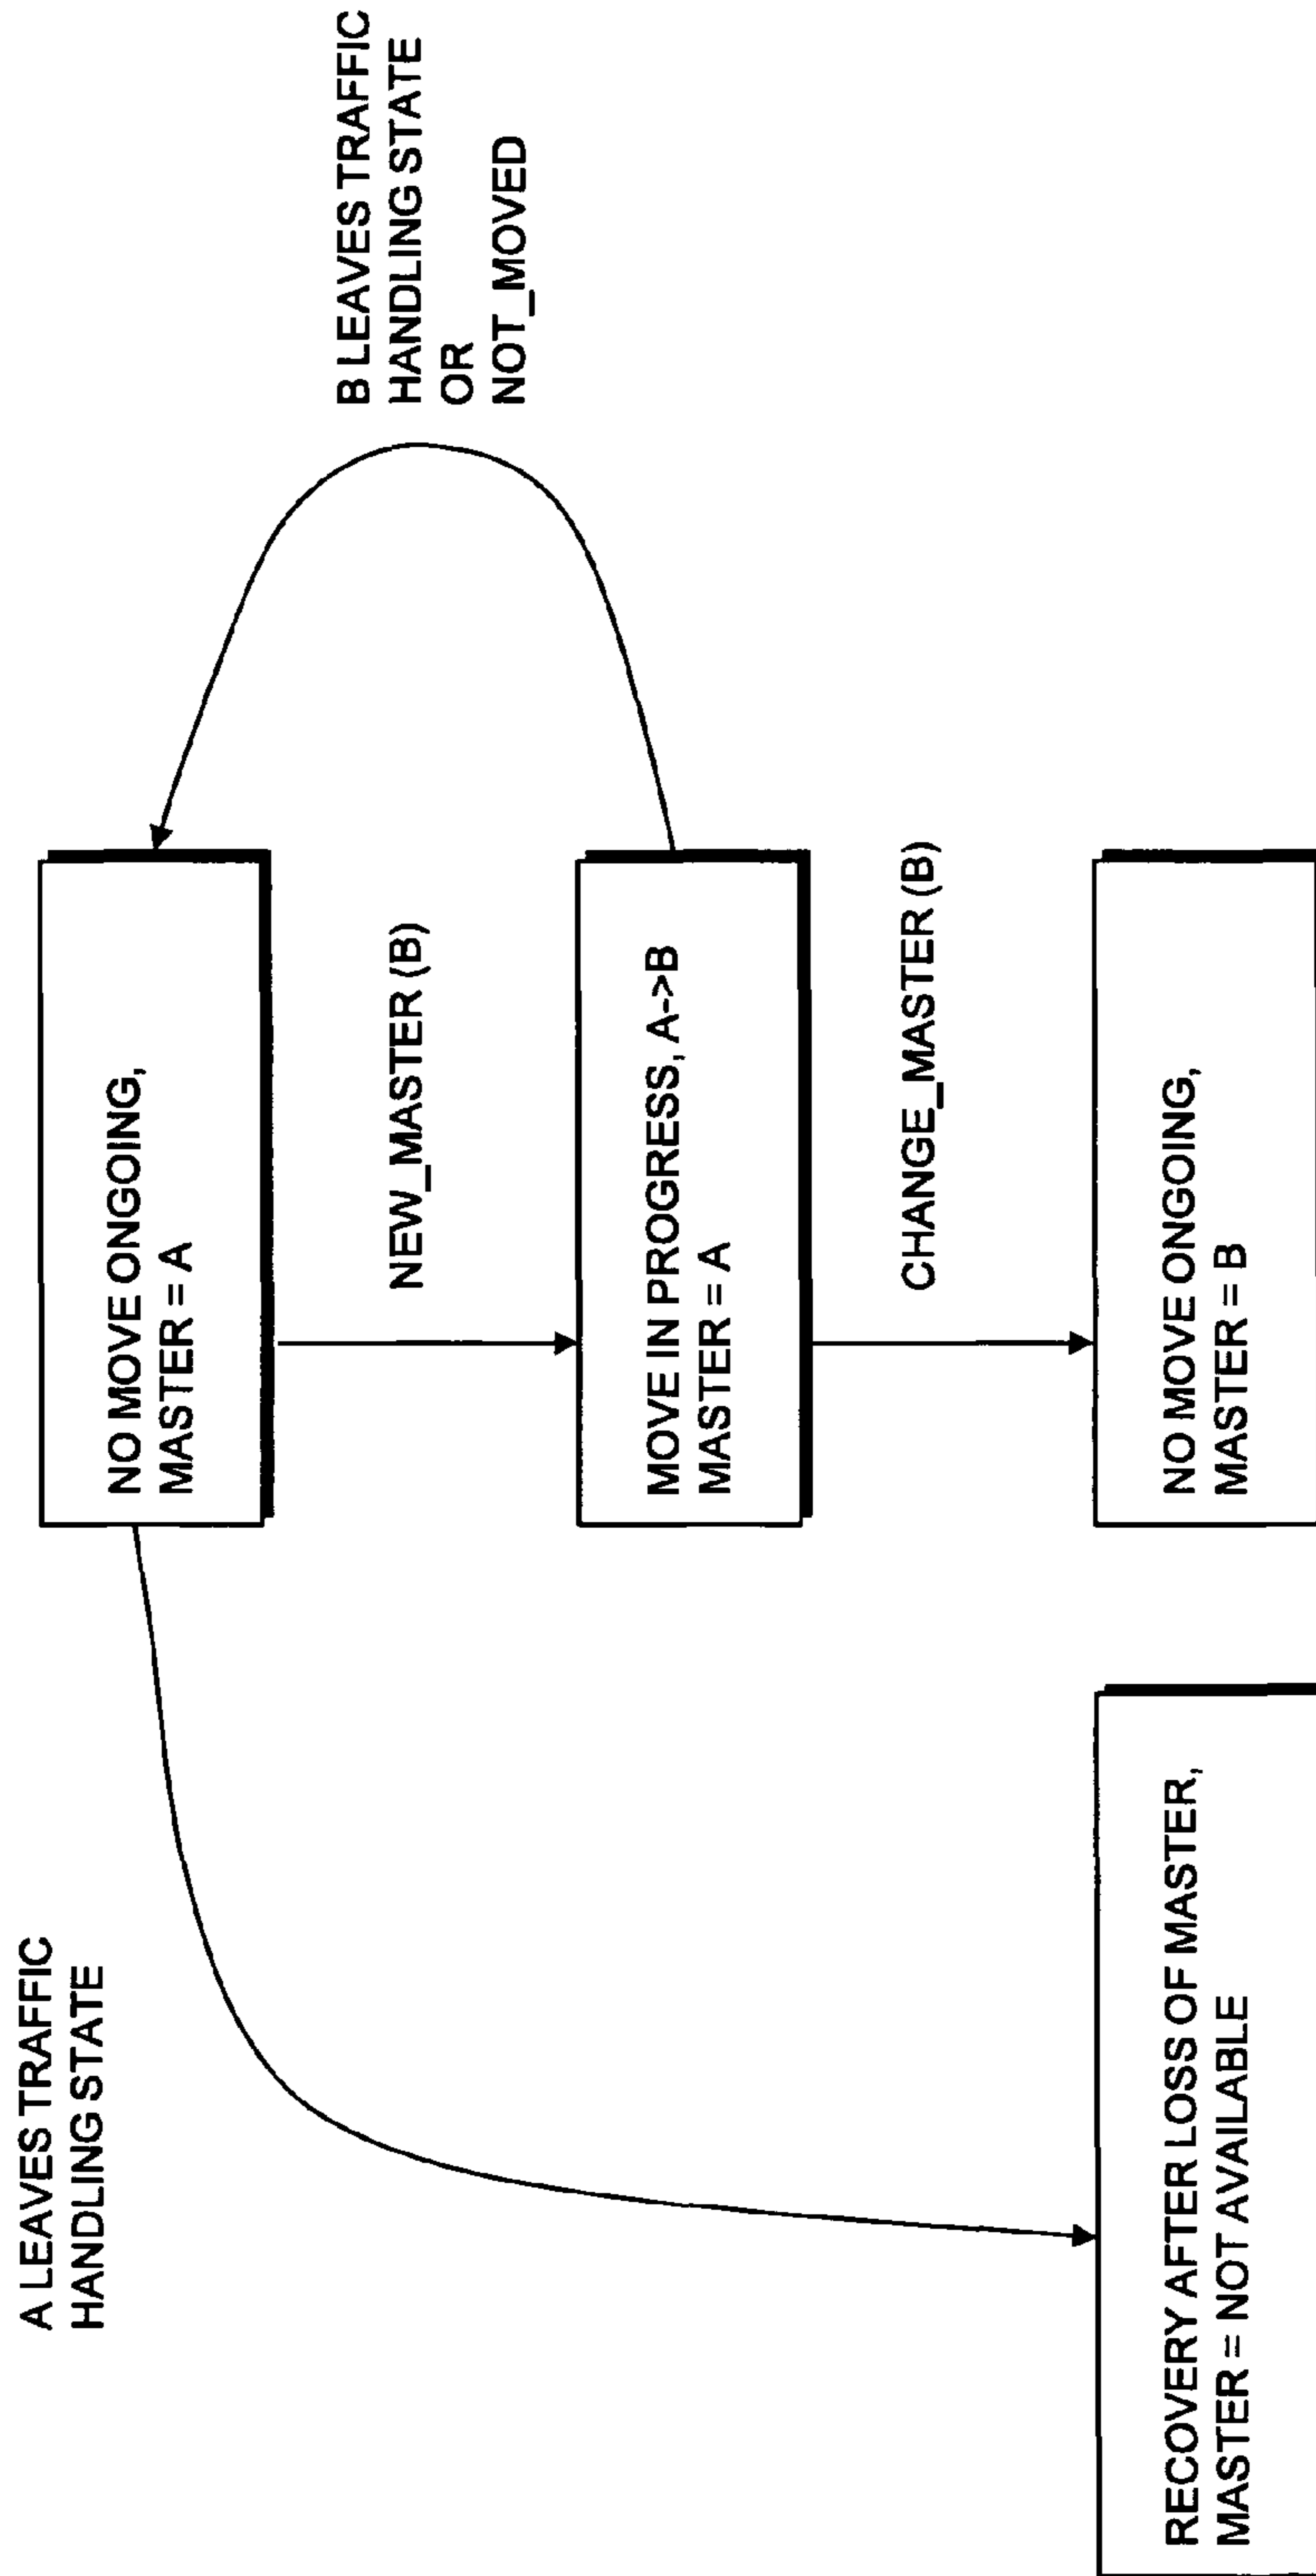 A LEAVES TRAFFIC
HANDLING STATE
NO MOVE ONGOING,
MASTER = A
B LEAVES TRAFFIC
HANDLING STATE
OR
NOT_MOVED
NEW_MASTER (B)
MOVE IN PROGRESS, A->B
MASTER = A
CHANGE_MASTER (B)
RECOVERY AFTER LOSS OF MASTER,
MASTER = NOT AVAILABLE
NO MOVE ONGOING,
MASTER = B